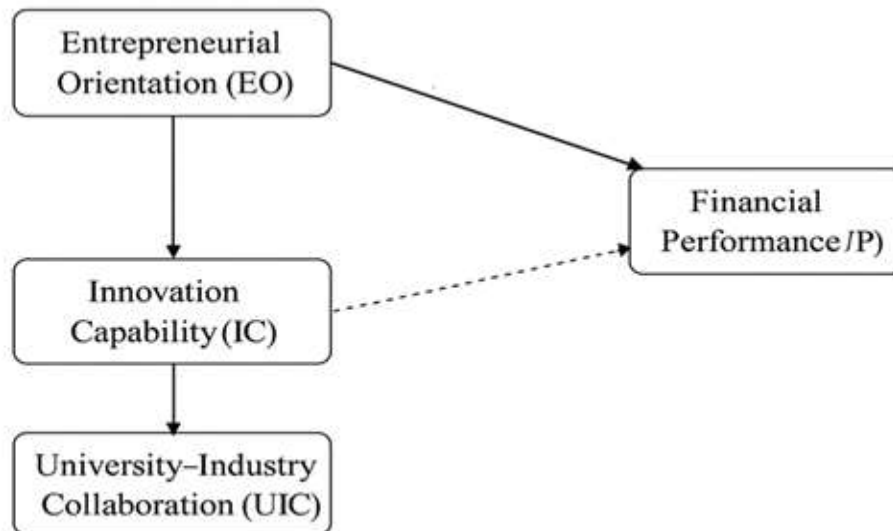 Entrepreneurial
Orientation (EO)
Financial
Performance/P)
Innovation
Capability (IC)
University–Industry
Collaboration (UIC)